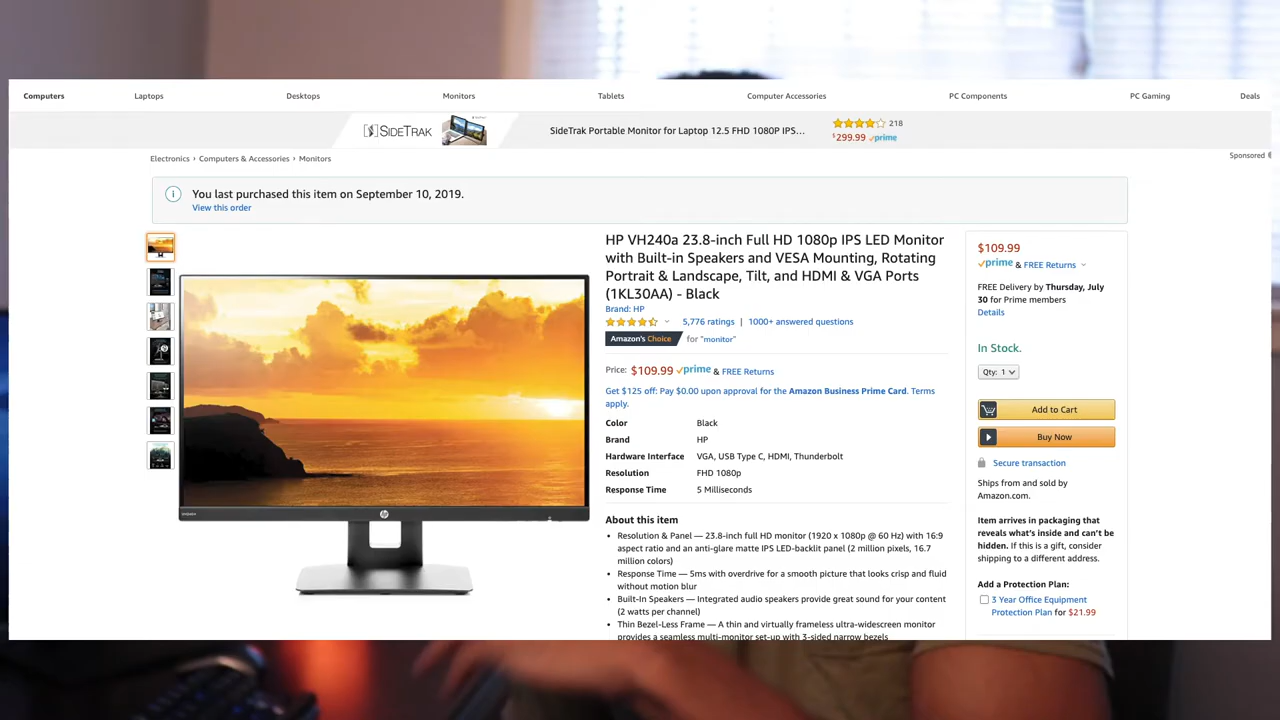 Computers Laptops Desktops Monitors Tablets Computer Accessories PC Components PC Gaming Deals
SIDETRAK
SideTrak Portable Monitor for Laptop 12.5 FHD 1080P IPS…
218
$299.99 prime
Sponsored
Electronics › Computers & Accessories › Monitors
You last purchased this item on September 10, 2019.
View this order
hp
HP VH240a 23.8-inch Full HD 1080p IPS LED Monitor
with Built-in Speakers and VESA Mounting, Rotating
Portrait & Landscape, Tilt, and HDMI & VGA Ports
(1KL30AA) - Black
Brand: HP
5,776 ratings | 1000+ answered questions
Amazon's Choice for "monitor"
Price: $109.99 prime & FREE Returns
Get $125 off: Pay $0.00 upon approval for the Amazon Business Prime Card. Terms
apply.
Color Black
Brand HP
Hardware Interface VGA, USB Type C, HDMI, Thunderbolt
Resolution FHD 1080p
Response Time 5 Milliseconds
About this item
• Resolution & Panel — 23.8-inch full HD monitor (1920 x 1080p @ 60 Hz) with 16:9
aspect ratio and an anti-glare matte IPS LED-backlit panel (2 million pixels, 16.7
million colors)
• Response Time — 5ms with overdrive for a smooth picture that looks crisp and fluid
without motion blur
• Built-In Speakers — Integrated audio speakers provide great sound for your content
(2 watts per channel)
• Thin Bezel-Less Frame — A thin and virtually frameless ultra-widescreen monitor
provides a seamless multi-monitor set-up with 3-sided narrow bezels
$109.99
prime & FREE Returns
FREE Delivery by Thursday, July
30 for Prime members
Details
In Stock.
Qty: 1
Add to Cart
Buy Now
Secure transaction
Ships from and sold by
Amazon.com.
Item arrives in packaging that
reveals what's inside and can't be
hidden. If this is a gift, consider
shipping to a different address.
Add a Protection Plan:
3 Year Office Equipment
Protection Plan for $21.99